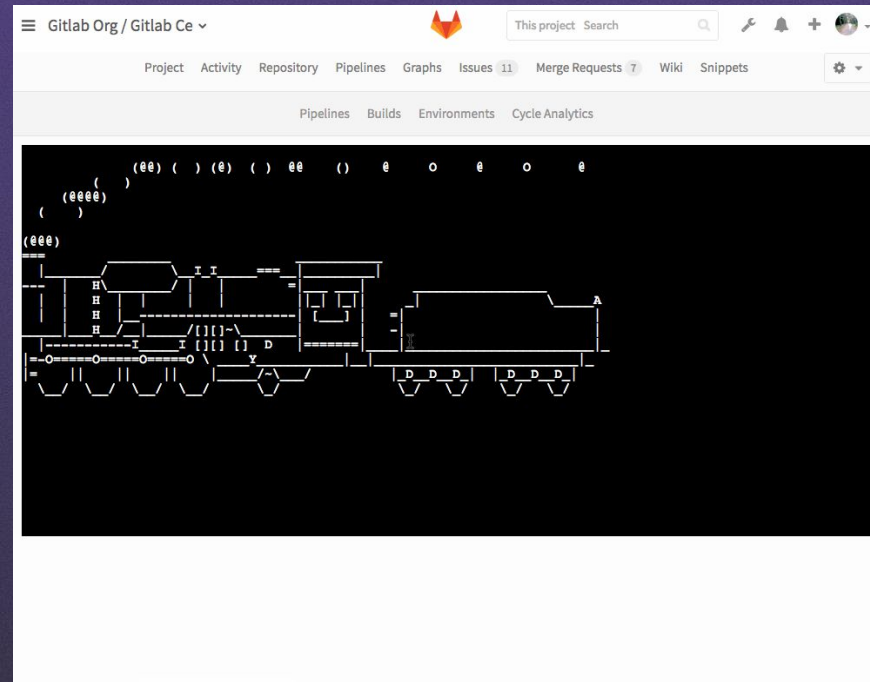 Gitlab Org / Gitlab Ce
This project Search
Project Activity Repository Pipelines Graphs Issues 11 Merge Requests 7 Wiki Snippets
Pipelines Builds Environments Cycle Analytics